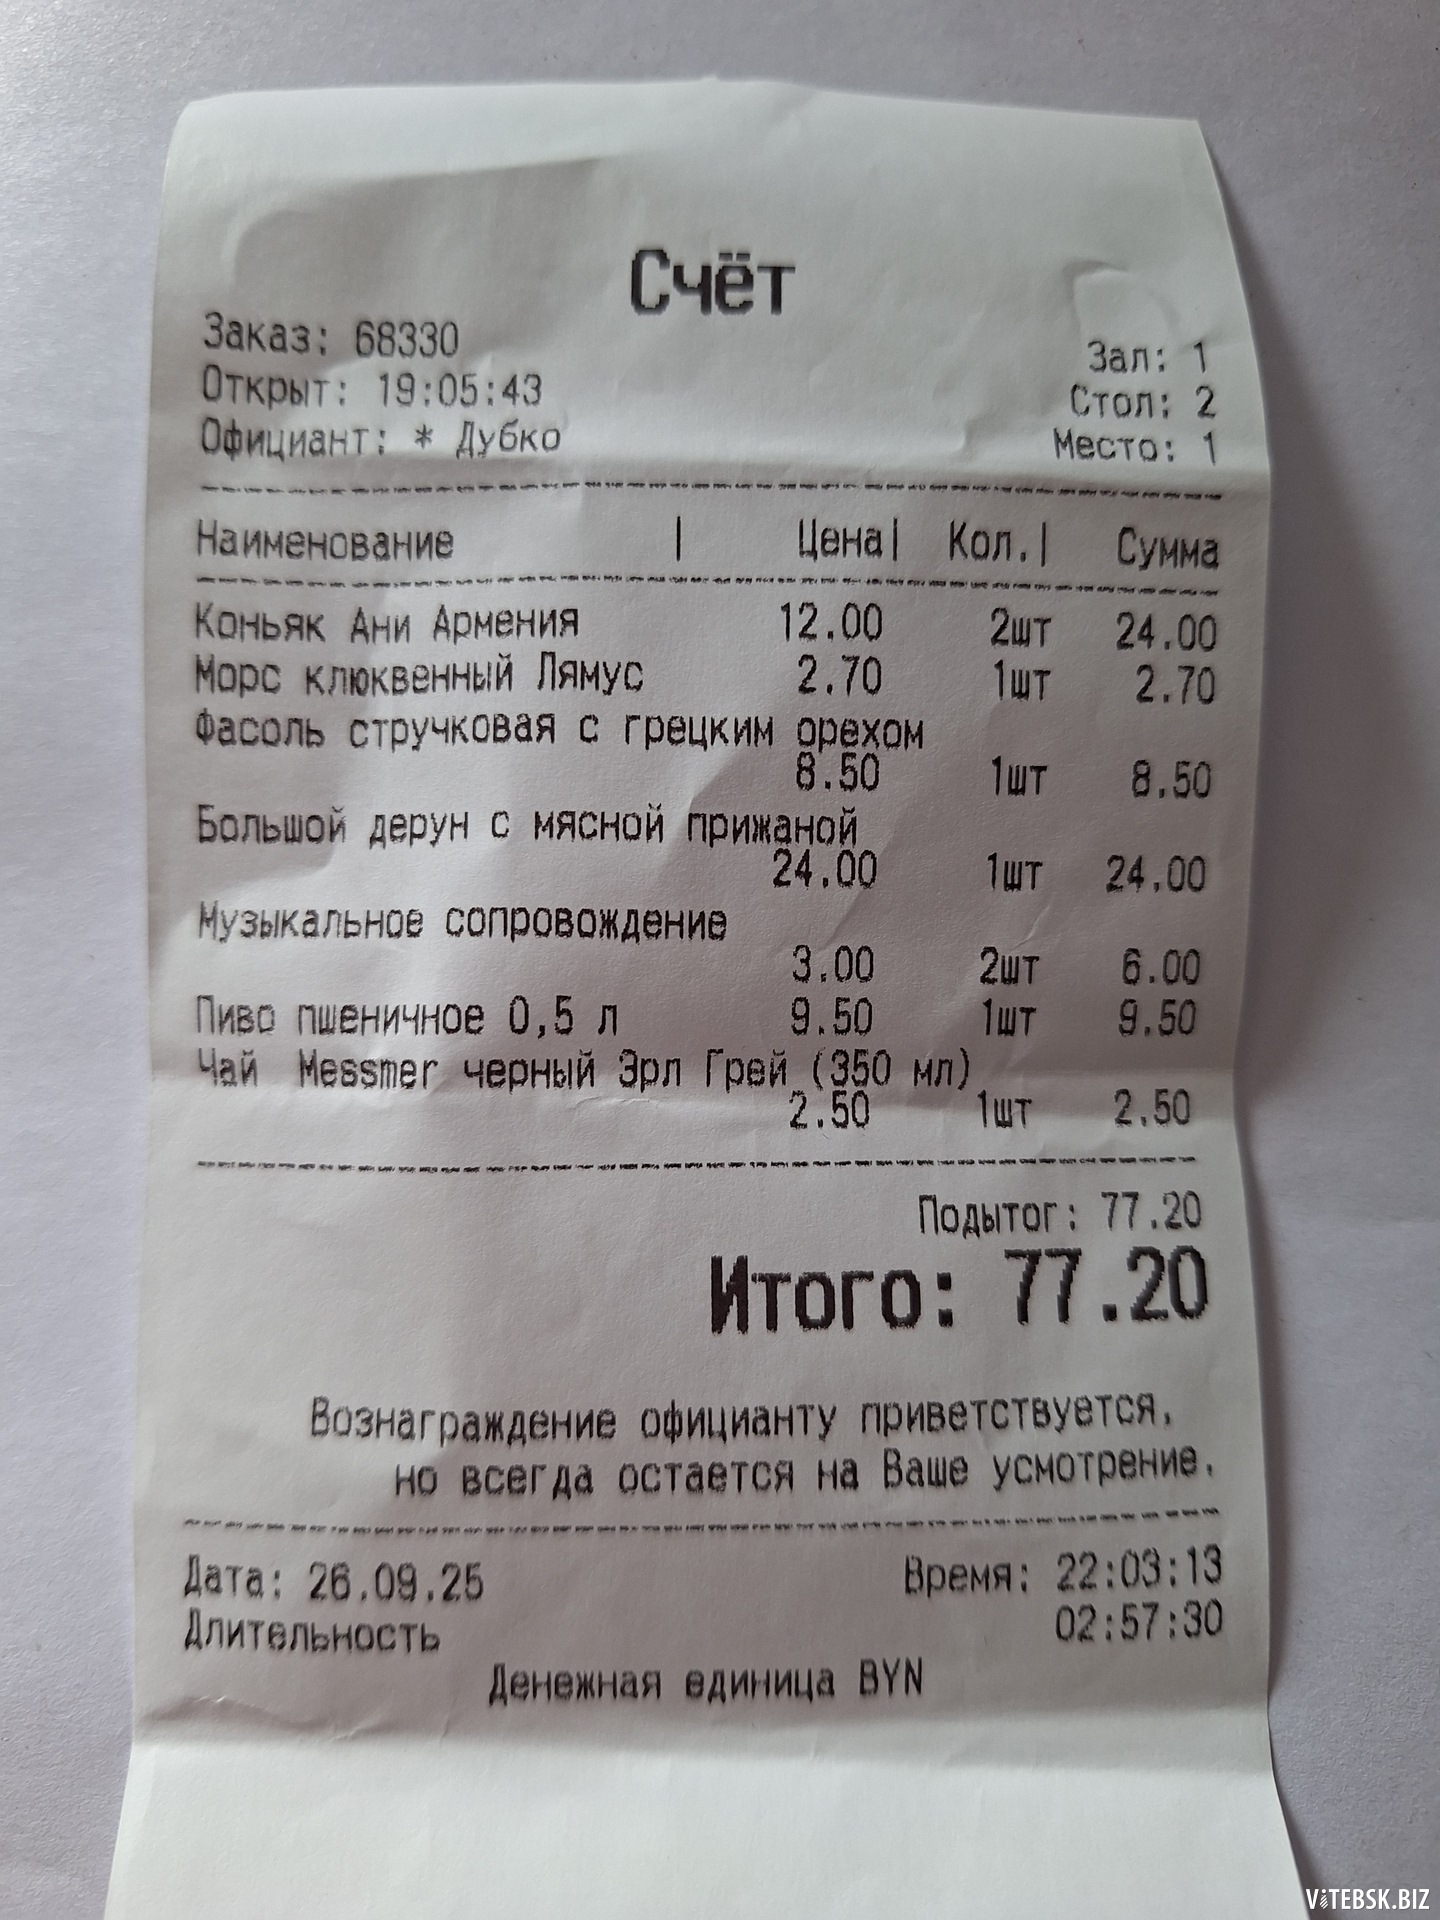 Счёт
Заказ: 68330
Зал: 1
Открыт: 19:05:43
Стол: 2
Официант: * Дубко
Место: 1
Наименование | Цена| Кол.| Сумма
Коньяк Ани Армения 12.00 2шт 24.00
Морс клюквенный Лямус 2.70 1шт 2.70
Фасоль стручковая с грецким орехом
8.50 1шт 8.50
Большой дерун с мясной прижаной
24.00 1шт 24.00
Музыкальное сопровождение
3.00 2шт 6.00
Пиво пшеничное 0,5 л 9.50 1шт 9.50
Чай Messmer черный Эрл Грей (350 мл)
2.50 1шт 2.50
Подытог: 77.20
Итого: 77.20
Вознаграждение официанту приветствуется,
но всегда остается на Ваше усмотрение.
Дата: 26.09.25 Время: 22:03:13
Длительность 02:57:30
Денежная единица BYN
ViTEBSK.BIZ